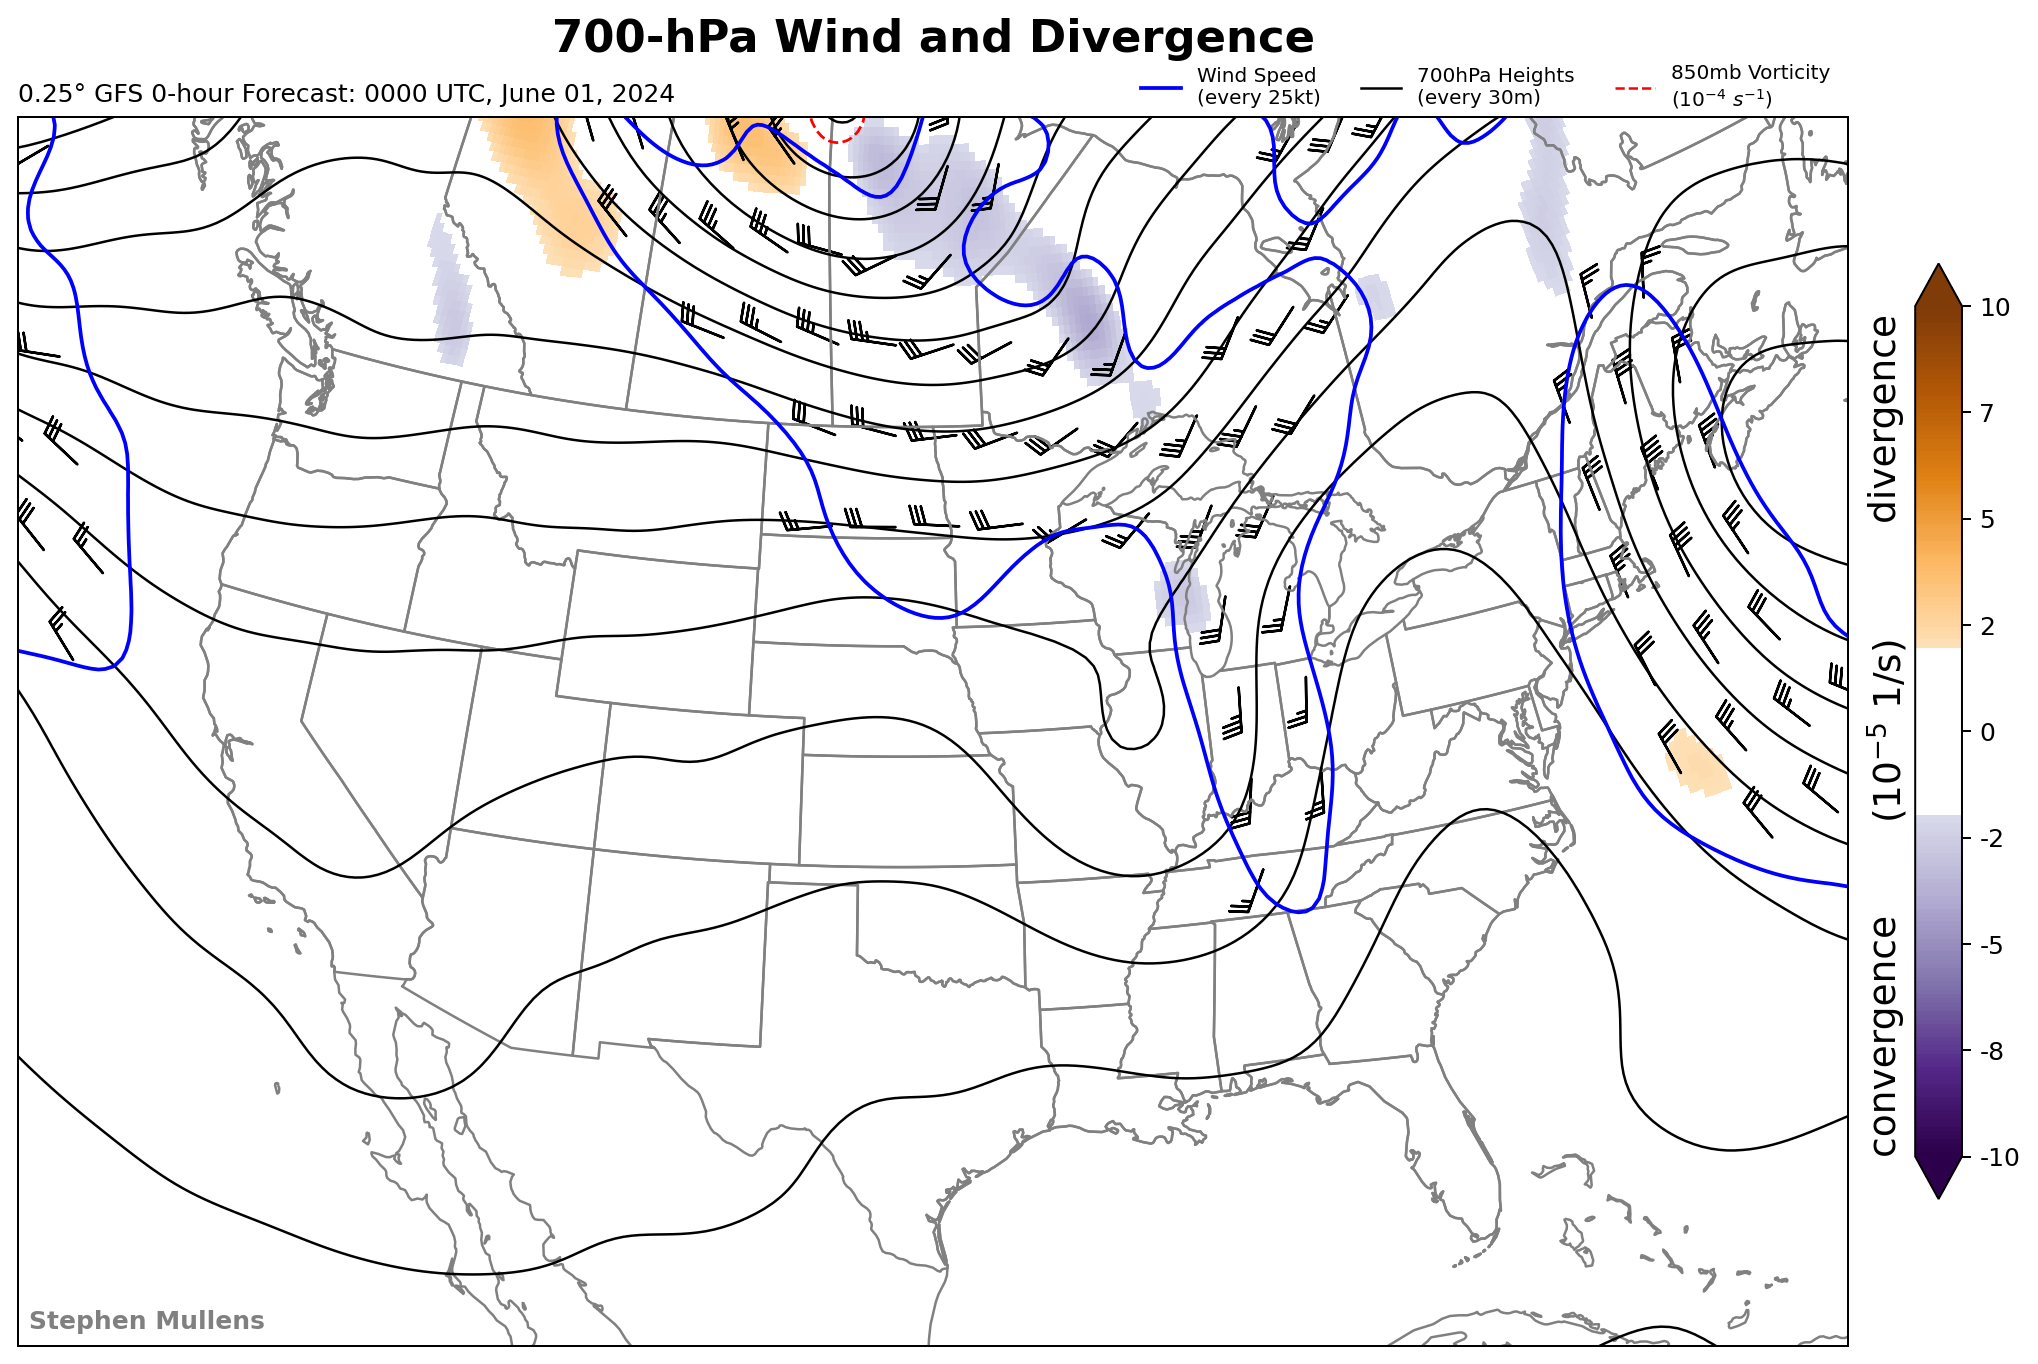 700-hPa Wind and Divergence
0.25° GFS 0-hour Forecast: 0000 UTC, June 01, 2024
Wind Speed
(every 25kt)
700hPa Heights
(every 30m)
850mb Vorticity
(10⁻⁴ s⁻¹)
10
7
5
2
0
-2
-5
-8
-10
convergence (10⁻⁵ 1/s) divergence
Stephen Mullens